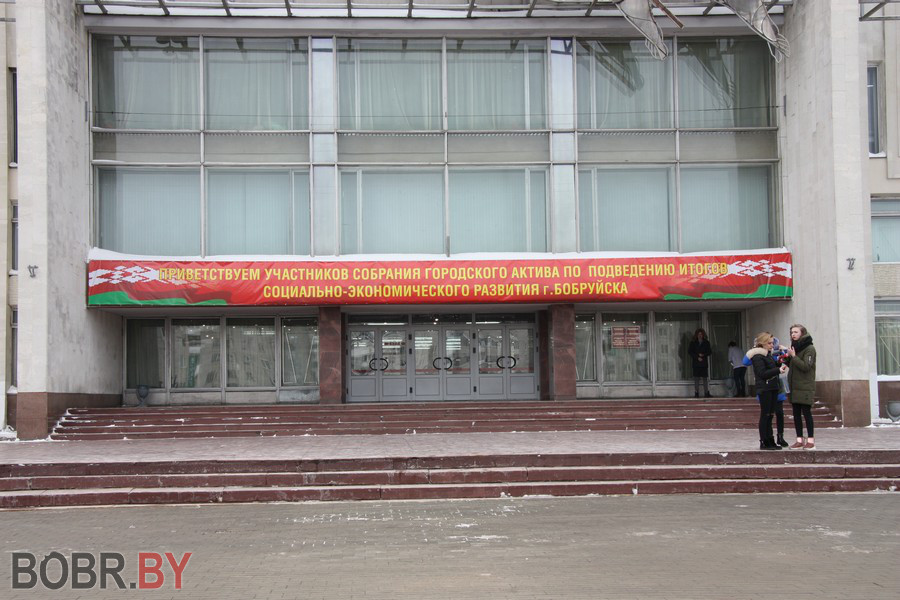 ПРИВЕТСТВУЕМ УЧАСТНИКОВ СОБРАНИЯ ГОРОДСКОГО АКТИВА ПО ПОДВЕДЕНИЮ ИТОГОВ
СОЦИАЛЬНО-ЭКОНОМИЧЕСКОГО РАЗВИТИЯ г.БОБРУЙСКА
BOBR.BY